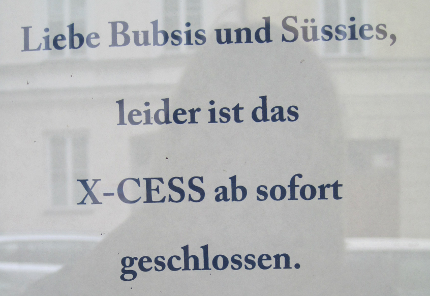 Liebe Bubsis und Süssies,
leider ist das
X-CESS ab sofort
geschlossen.